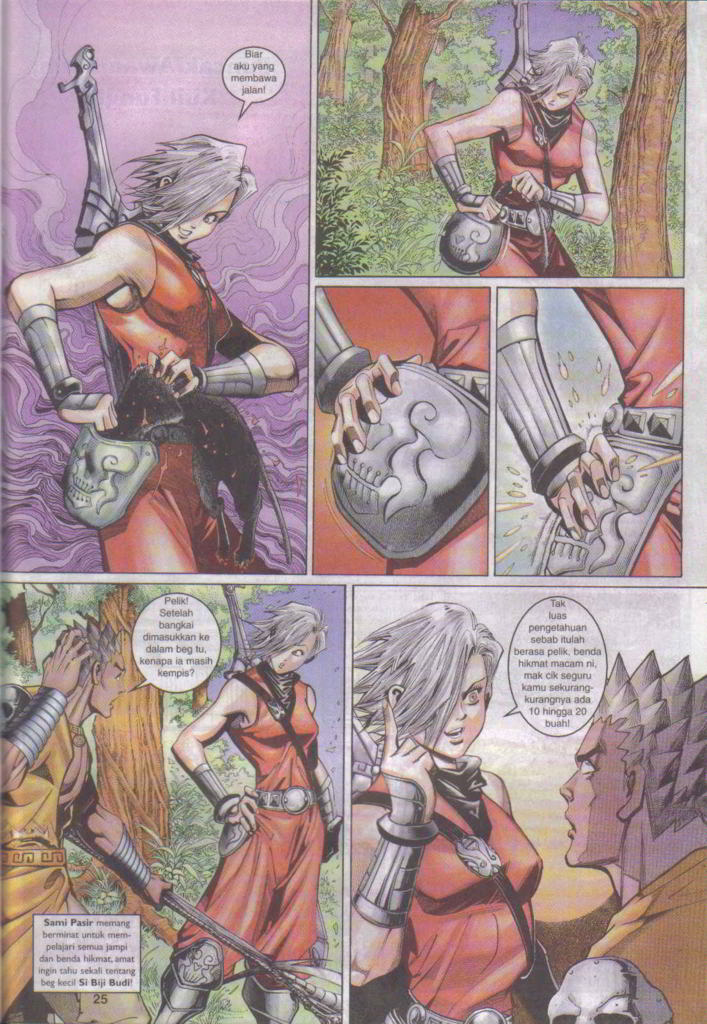 Biar
aku yang
membawa
jalan!
Pelik!
Setelah
bangkai
dimasukkan ke
dalam beg tu,
kenapa ia masih
kempis?
Tak
luas
pengetahuan
sebab itulah
berasa pelik, benda
hikmat macam ni,
mak cik seguru
kamu sekurang-
kurangnya ada
10 hingga 20
buah!
Sami Pasir memang
berminat untuk mem-
pelajari semua jampi
dan benda hikmat, amat
ingin tahu sekali tentang
beg kecil Si Biji Budi!
25